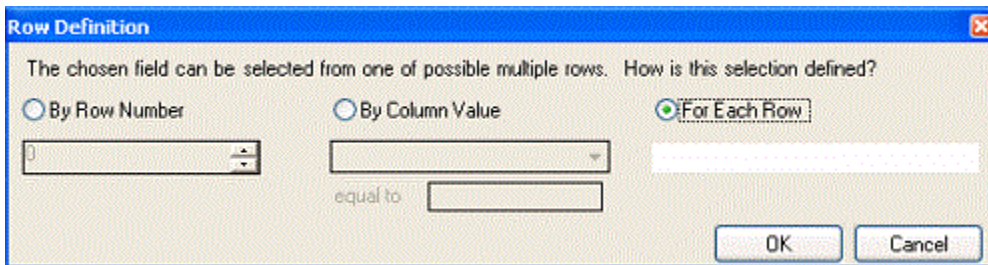 Row Definition
The chosen field can be selected from one of possible multiple rows. How is this selection defined?
By Row Number By Column Value For Each Row
0
equal to
OK Cancel